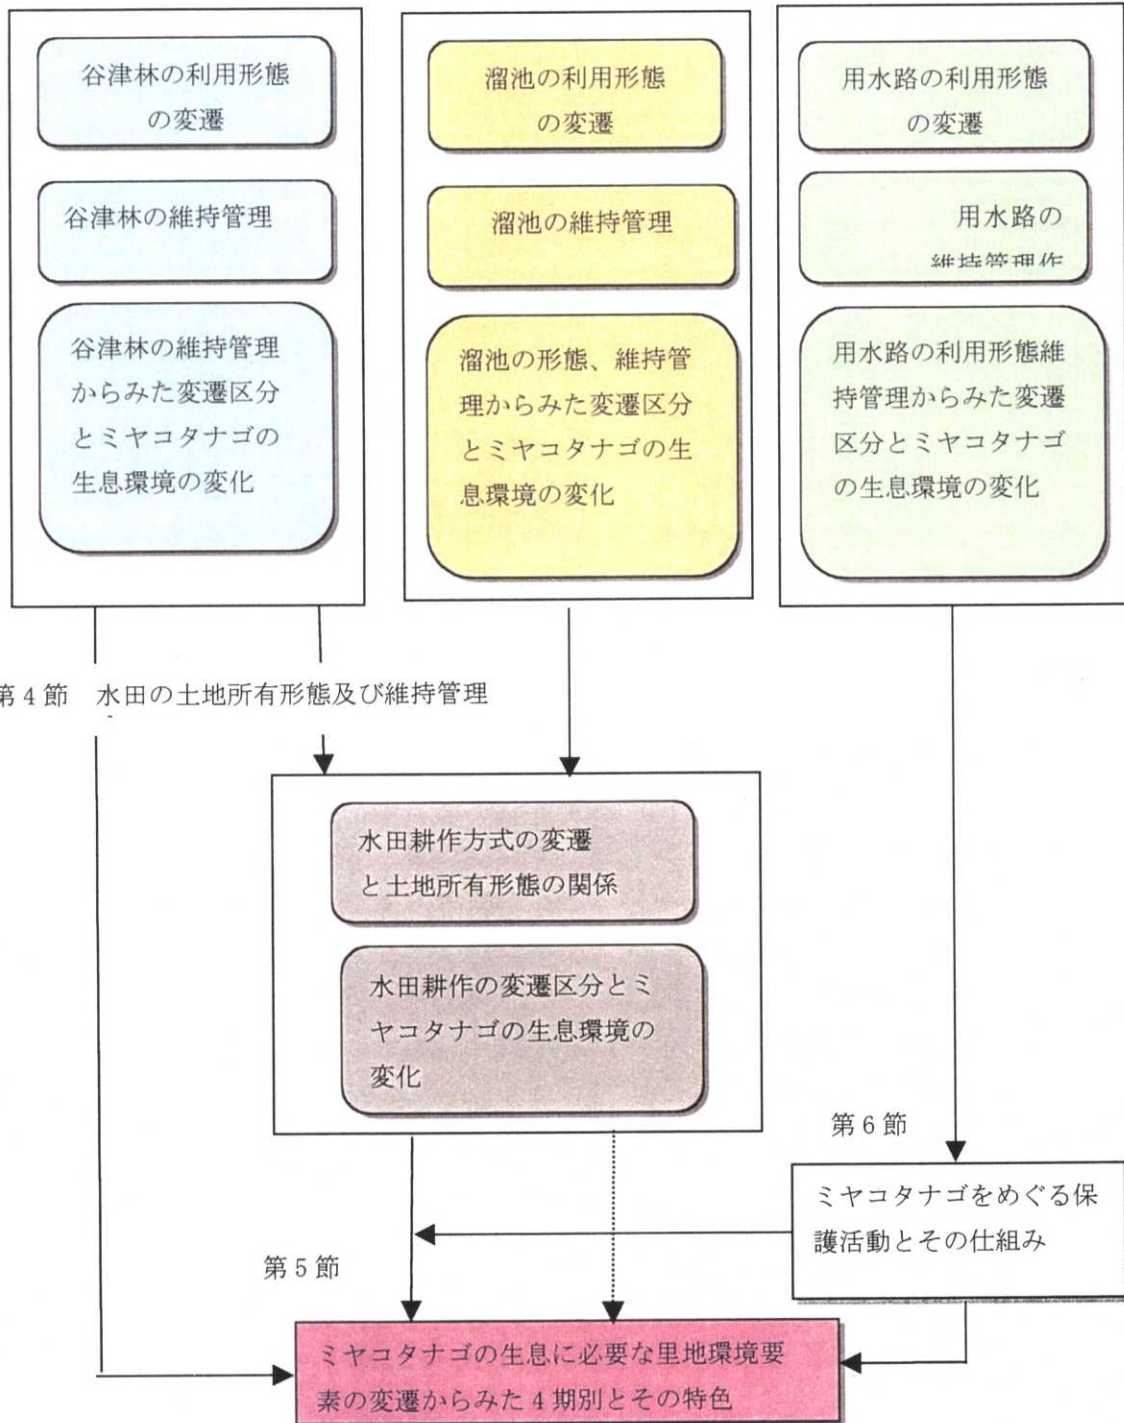 谷津林の利用形態
の変遷
谷津林の維持管理
谷津林の維持管理
からみた変遷区分
とミヤコタナゴの
生息環境の変化
溜池の利用形態
の変遷
溜池の維持管理
溜池の形態、維持管
理からみた変遷区分
とミヤコタナゴの生
息環境の変化
用水路の利用形態
の変遷
用水路の
維持管理作
用水路の利用形態維
持管理からみた変遷
区分とミヤコタナゴ
の生息環境の変化
第4節 水田の土地所有形態及び維持管理
水田耕作方式の変遷
と土地所有形態の関係
水田耕作の変遷区分とミ
ヤコタナゴの生息環境の
変化
第6節
ミヤコタナゴをめぐる保
護活動とその仕組み
第5節
ミヤコタナゴの生息に必要な里地環境要
素の変遷からみた4期別とその特色